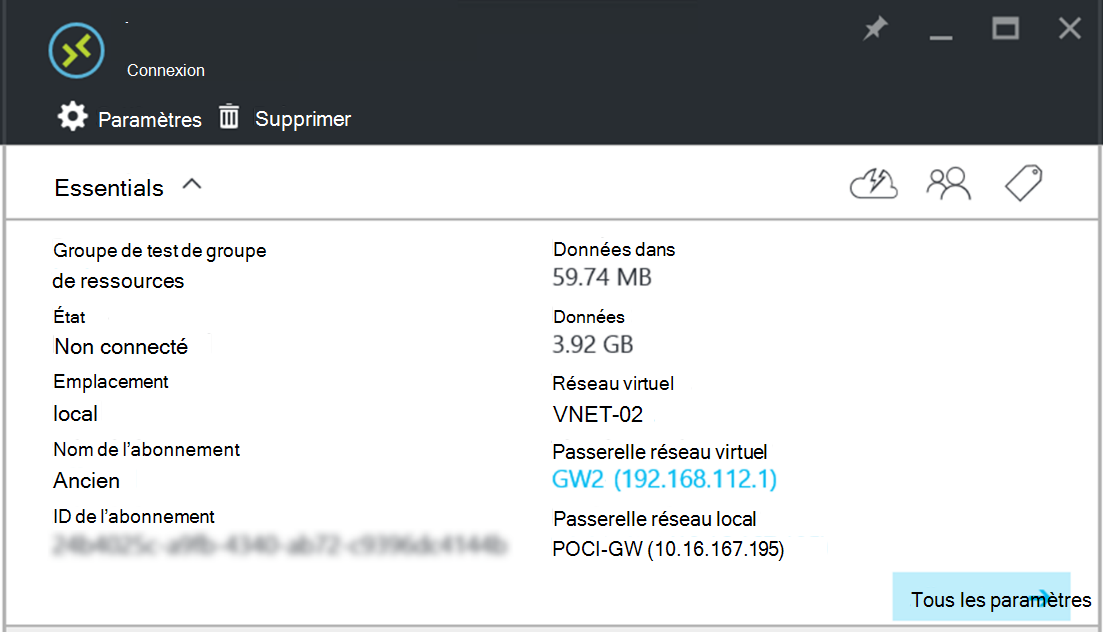 Connexion
Paramètres Supprimer
Essentials
Groupe de test de groupe
de ressources
État
Non connecté
Emplacement
local
Nom de l’abonnement
Ancien
ID de l’abonnement
Données dans
59.74 MB
Données
3.92 GB
Réseau virtuel
VNET-02
Passerelle réseau virtuel
GW2 (192.168.112.1)
Passerelle réseau local
POCI-GW (10.16.167.195)
Tous les paramètres